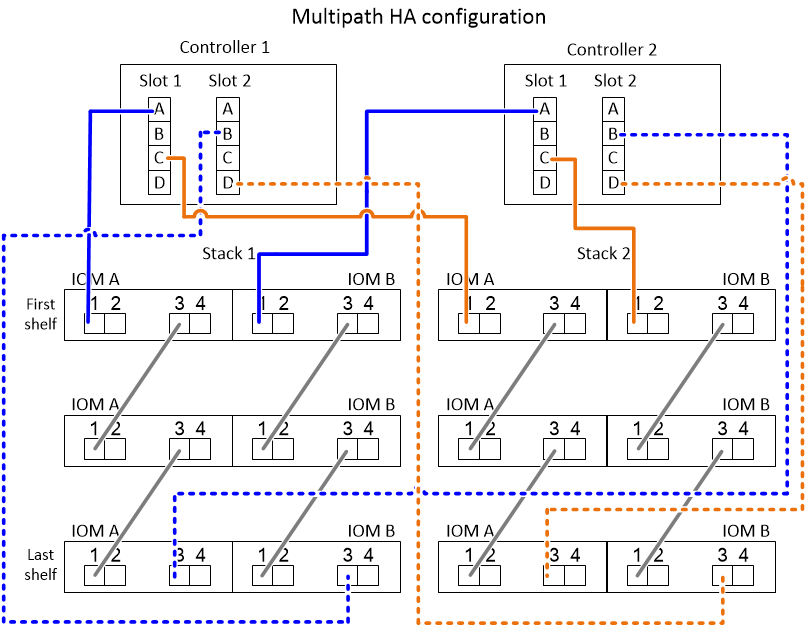 Multipath HA configuration
Controller 1
Controller 2
Slot 1 Slot 2
Slot 1 Slot 2
A A
B B
C C
D D
A A
B B
C C
D D
Stack 1
Stack 2
IOM A IOM B IOM A IOM B
First shelf
1 2 3 4 1 2 3 4 1 2 3 4 1 2 3 4
IOM A IOM B IOM A IOM B
1 2 3 4 1 2 3 4 1 2 3 4 1 2 3 4
IOM A IOM B IOM A IOM B
Last shelf
1 2 3 4 1 2 3 4 1 2 3 4 1 2 3 4